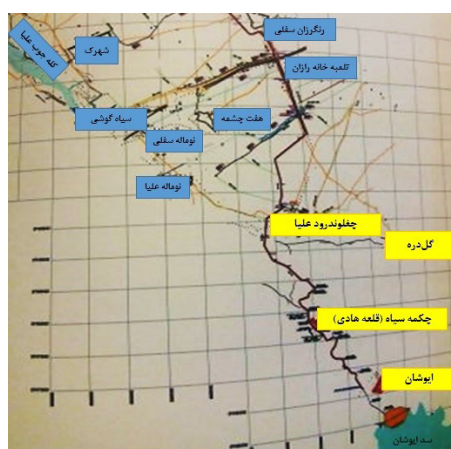 رنگرزان سفلی
شهرک
کله جوب علیا
تلمبه خانه رازان
سیاه گوشی
هفت چشمه
نوماله سفلی
نوماله علیا
چغلوندرود علیا
گل‌دره
چکمه سیاه (قلعه هادی)
ایوشان
سد ایوشان